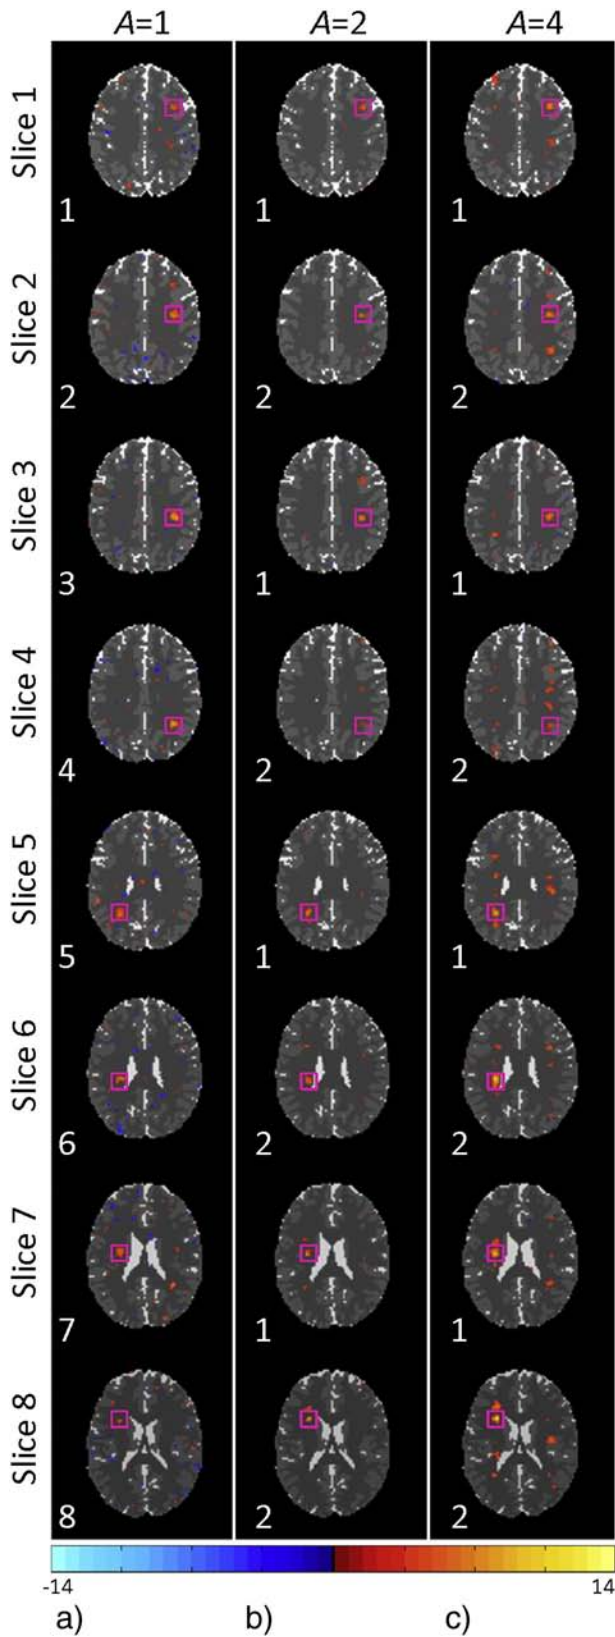 A=1 A=2 A=4
Slice 1
1 1 1
Slice 2
2 2 2
Slice 3
3 1 1
Slice 4
4 2 2
Slice 5
5 1 1
Slice 6
6 2 2
Slice 7
7 1 1
Slice 8
8 2 2
-14 14
a) b) c)